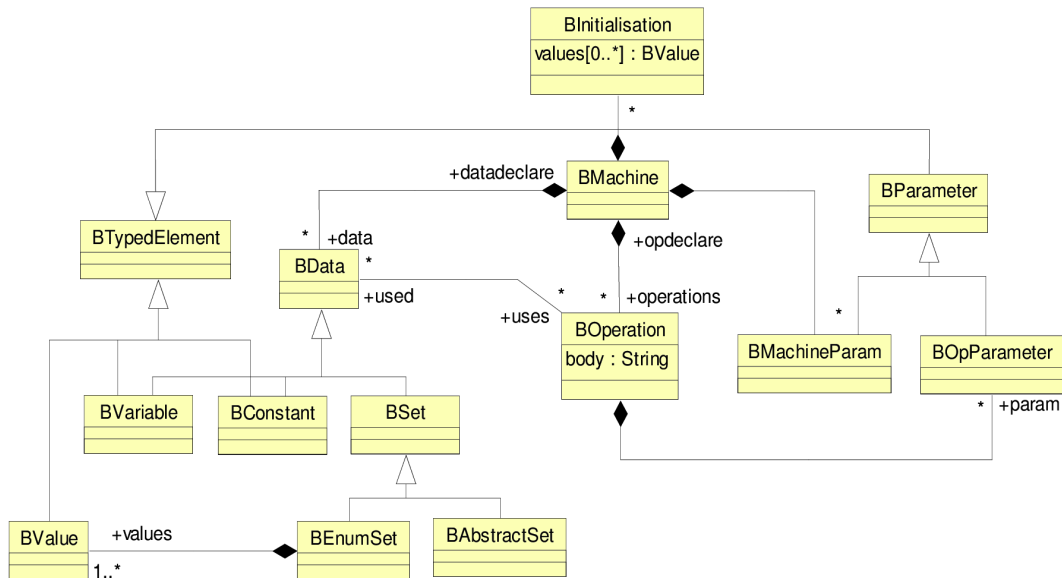 BInitialisation
values[0..*] : BValue
*
+datadeclare
BMachine
BParameter
BTypedElement
* +data
+opdeclare
BData
*
+used
* +operations
*
+uses
BOperation
body : String
*
BMachineParam
BOpParameter
* +param
BVariable
BConstant
BSet
BValue
+values
1..*
BEnumSet
BAbstractSet